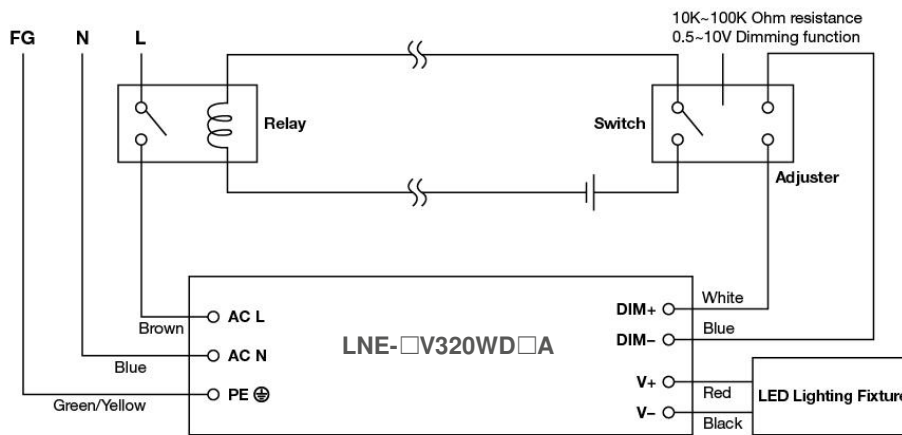 10K~100K Ohm resistance
0.5~10V Dimming function
FG N L
Relay
Switch
Adjuster
AC L
Brown
AC N
Blue
PE
Green/Yellow
LNE-□V320WD□A
DIM+
White
DIM−
Blue
V+
Red
V−
Black
LED Lighting Fixture